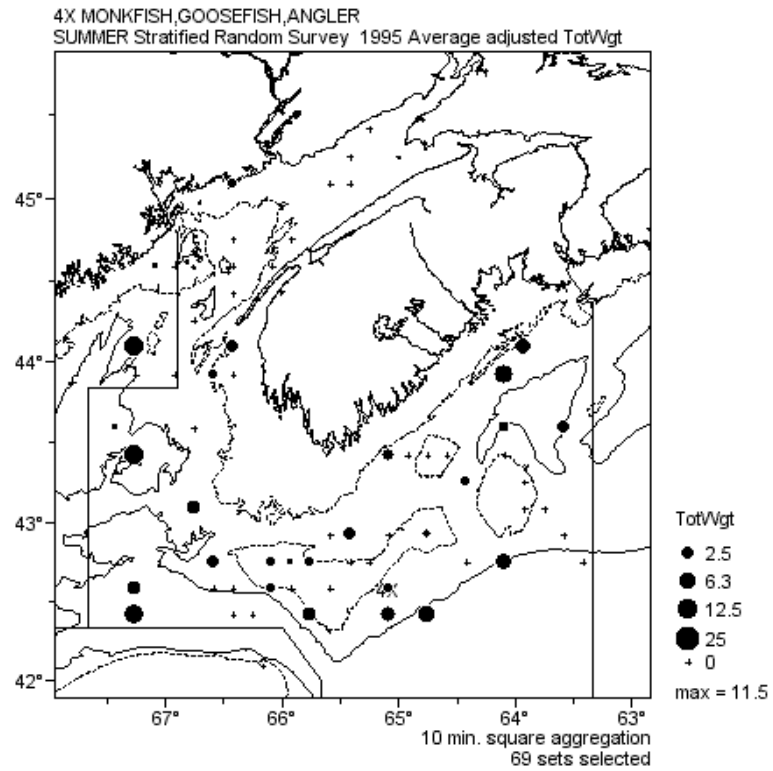 4X MONKFISH,GOOSEFISH,ANGLER
SUMMER Stratified Random Survey 1995 Average adjusted TotWgt
45°
44°
43°
42°
4X
67°
66°
65°
64°
63°
10 min. square aggregation
69 sets selected
TotWgt
2.5
6.3
12.5
25
0
max = 11.5